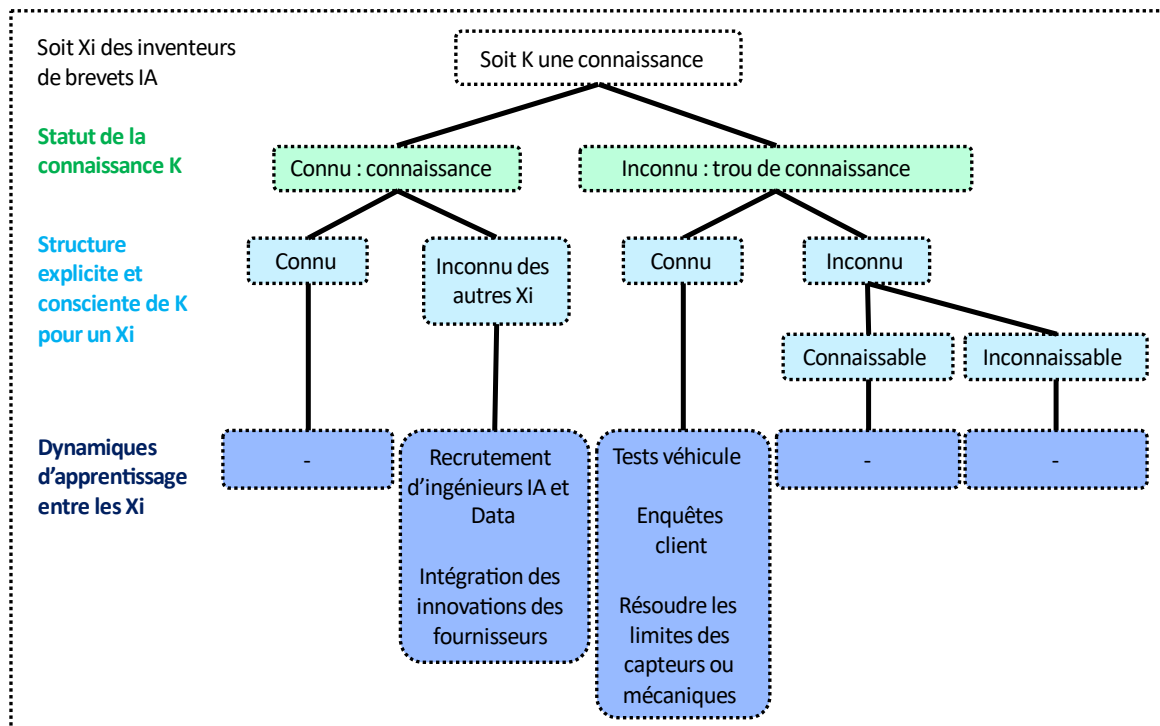 Soit Xi des inventeurs
de brevets IA
Soit K une connaissance
Statut de la
connaissance K
Connu : connaissance
Inconnu : trou de connaissance
Structure
explicite et
consciente de K
pour un Xi
Connu
Inconnu des
autres Xi
Connu
Inconnu
Connaissable
Inconnaissable
Dynamiques
d’apprentissage
entre les Xi
-
Recrutement
d’ingénieurs IA et
Data
Intégration des
innovations des
fournisseurs
Tests véhicule
Enquêtes
client
Résoudre les
limites des
capteurs ou
mécaniques
-
-